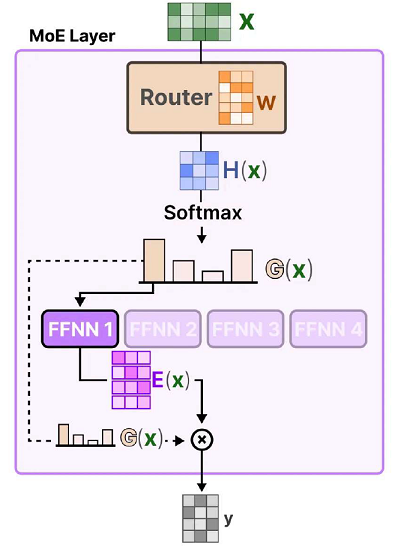 X
MoE Layer
Router W
H(x)
Softmax
G(x)
FFNN 1 FFNN 2 FFNN 3 FFNN 4
E(x)
G(x)
y